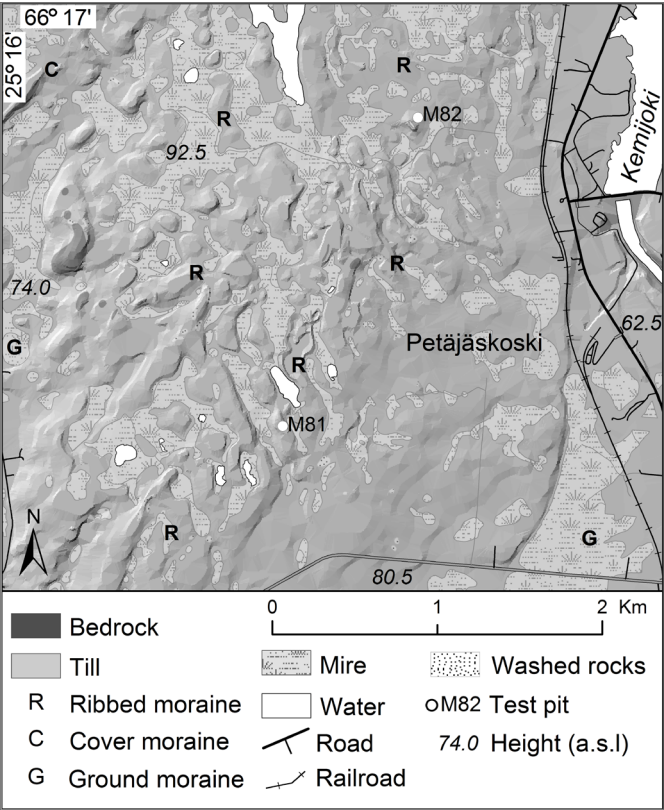 66° 17'
25° 16'
C
R
R
M82
Kemijoki
92.5
R
R
74.0
62.5
G
Petäjäskoski
R
M81
N
R
G
80.5
0 1 2 Km
Bedrock
Till
Mire
Washed rocks
R Ribbed moraine
Water
M82 Test pit
C Cover moraine
Road
74.0 Height (a.s.l)
G Ground moraine
Railroad